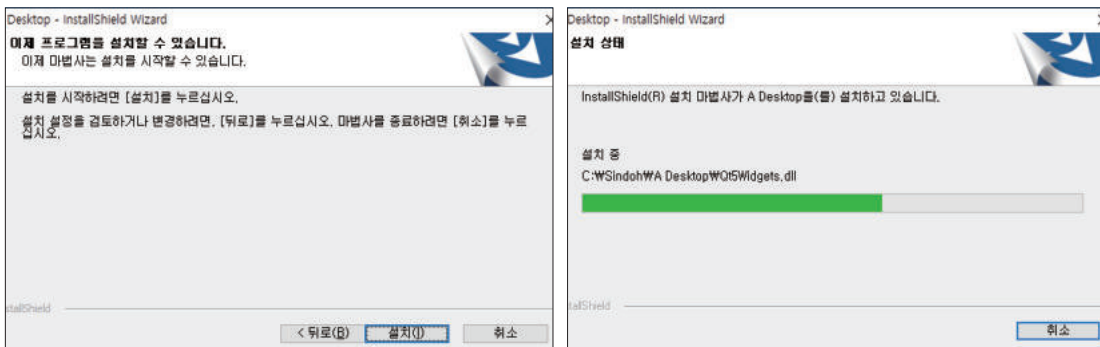 Desktop - InstallShield Wizard
이제 프로그램을 설치할 수 있습니다.
이제 마법사는 설치를 시작할 수 있습니다.
설치를 시작하려면 [설치]를 누르십시오.
설치 설정을 검토하거나 변경하려면, [뒤로]를 누르십시오. 마법사를 종료하려면 [취소]를 누르
십시오.
tallShield
< 뒤로(B)
설치(I)
취소
Desktop - InstallShield Wizard
설치 상태
InstallShield(R) 설치 마법사가 A Desktop을(를) 설치하고 있습니다.
설치 중
C:₩Sindoh₩A Desktop₩Qt5Widgets.dll
tallShield
취소